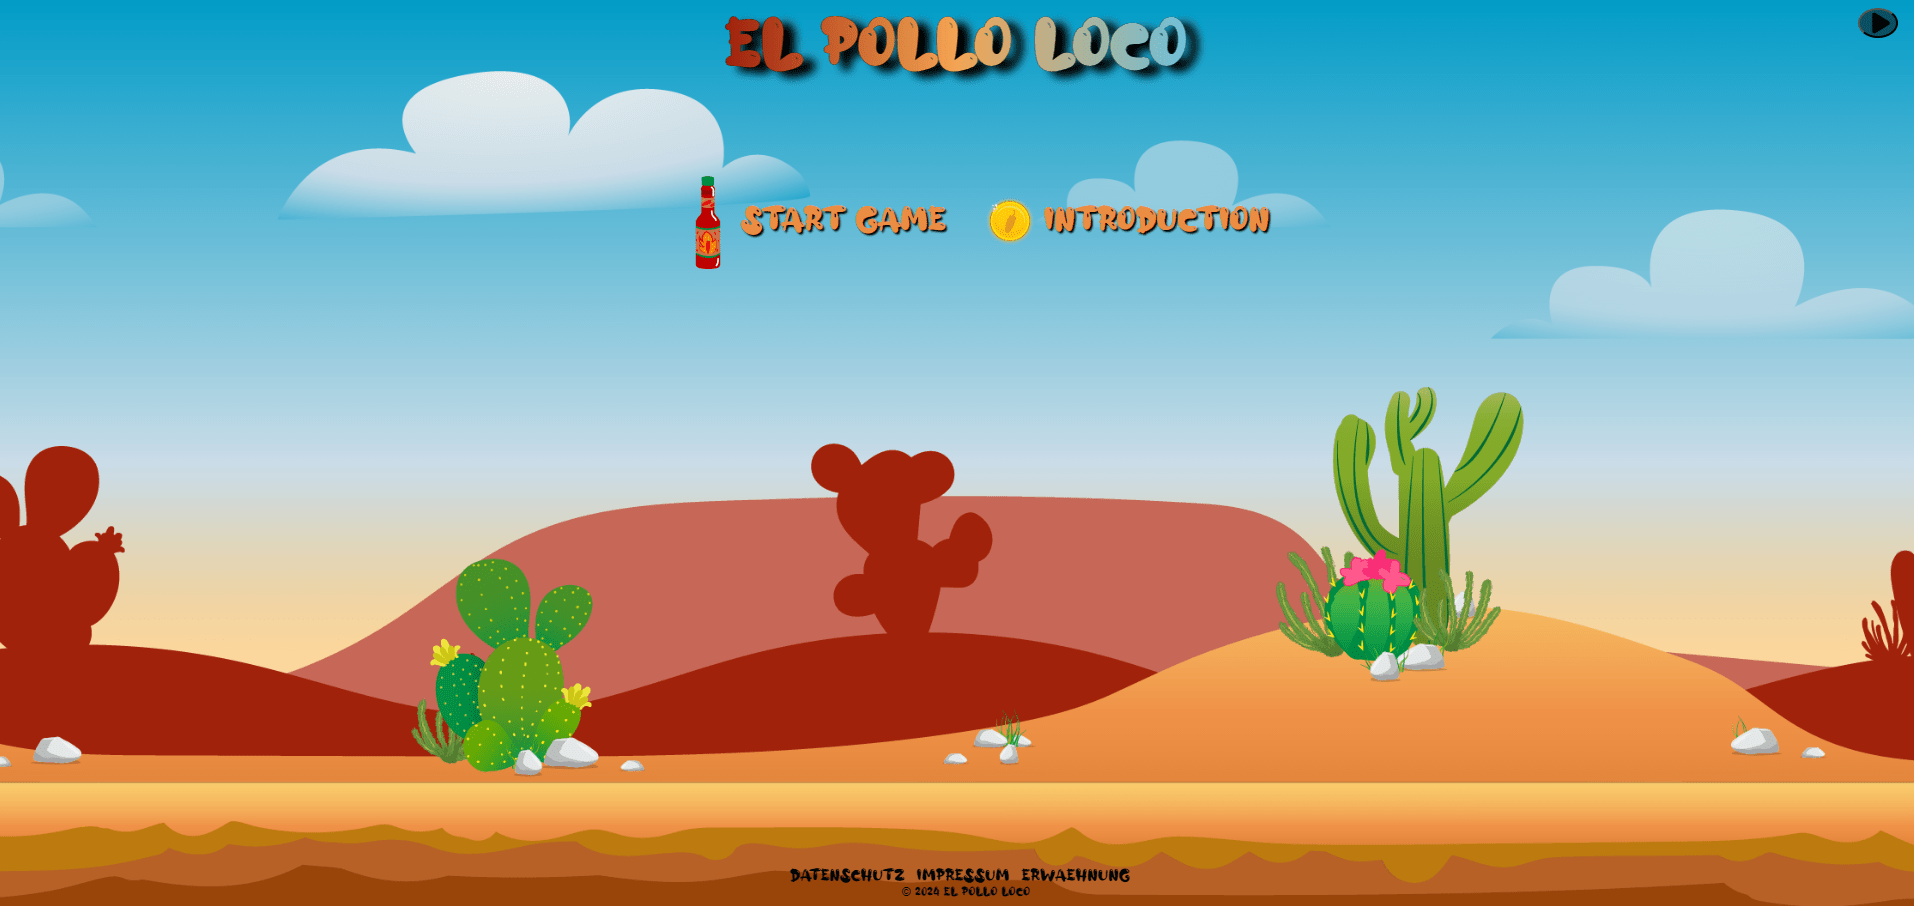 EL POLLO LOCO
START GAME INTRODUCTION
DATENSCHUTZ IMPRESSUM ERWAEHNUNG
© 2024 EL POLLO LOCO